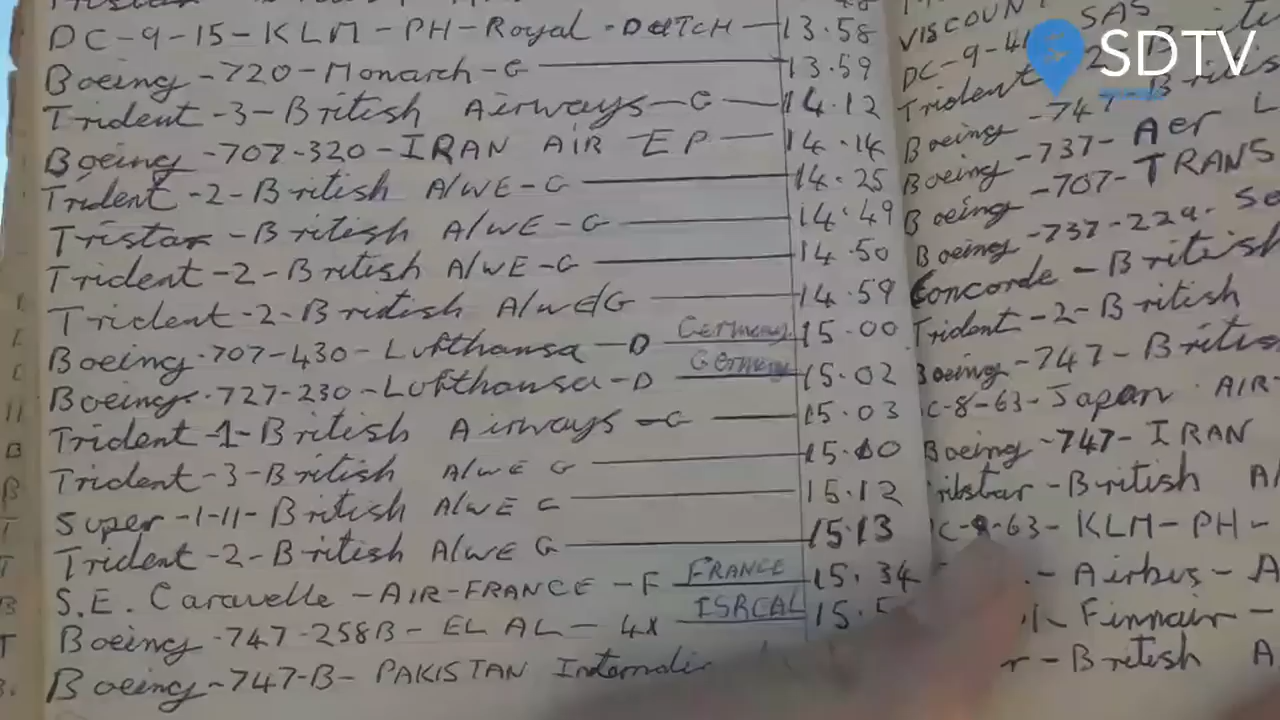 DC-9-15-KLM-PH-Royal-DUTCH-13.58
Boeing-720-Monarch-G 13.59
Trident-3-British Airways-G 14.12
Boeing-707-320-IRAN AIR EP 14.14
Trident-2-British A/WE-G 14.25
Tristar-British A/WE-G 14.49
Trident-2-British A/WE-G 14.50
Trident-2-British A/WE/G 14.59
Boeing-707-430-Lufthansa-D Germany 15.00
Boeing-727-230-Lufthansa-D Germany 15.02
Trident-1-British Airways-G 15.03
Trident-3-British A/WE G 15.10
Super-1-11-British A/WE G 15.12
Trident-2-British A/WE G 15.13
S.E. Caravelle-AIR-FRANCE-F FRANCE 15.34
Boeing-747-258B-EL AL-4X ISREAL
Boeing-747-B-PAKISTAN
VISCOUNT SAS
DC-9-41
Trident 2
Boeing-747-British
Boeing-737-Aer L
Boeing-707-TRANS
Boeing-737-229-
Concorde-British
Trident-2-British
Boeing-747-British
C-8-63-Japan AIR-
Boeing-747-IRAN
-British
-63-KLM-PH-
-Airbus-A
Finnair-
-British A
SDTV